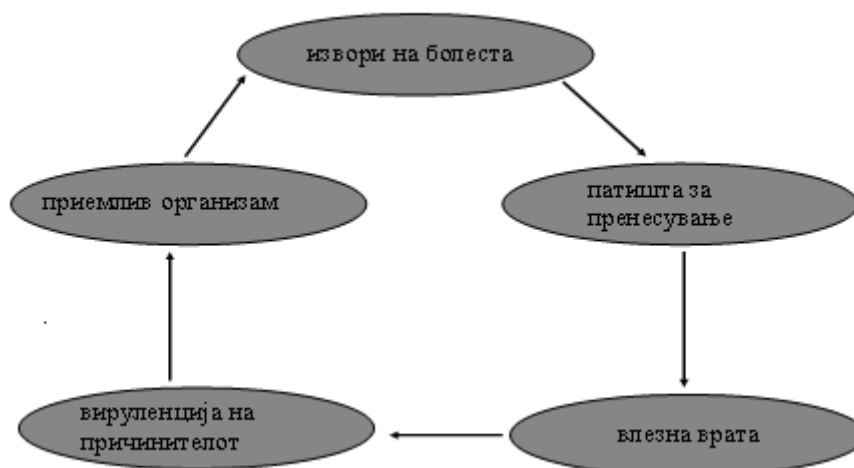 извори на болеста
патишта за
пренесување
влезна врата
вируленција на
причинителот
приемлив организам